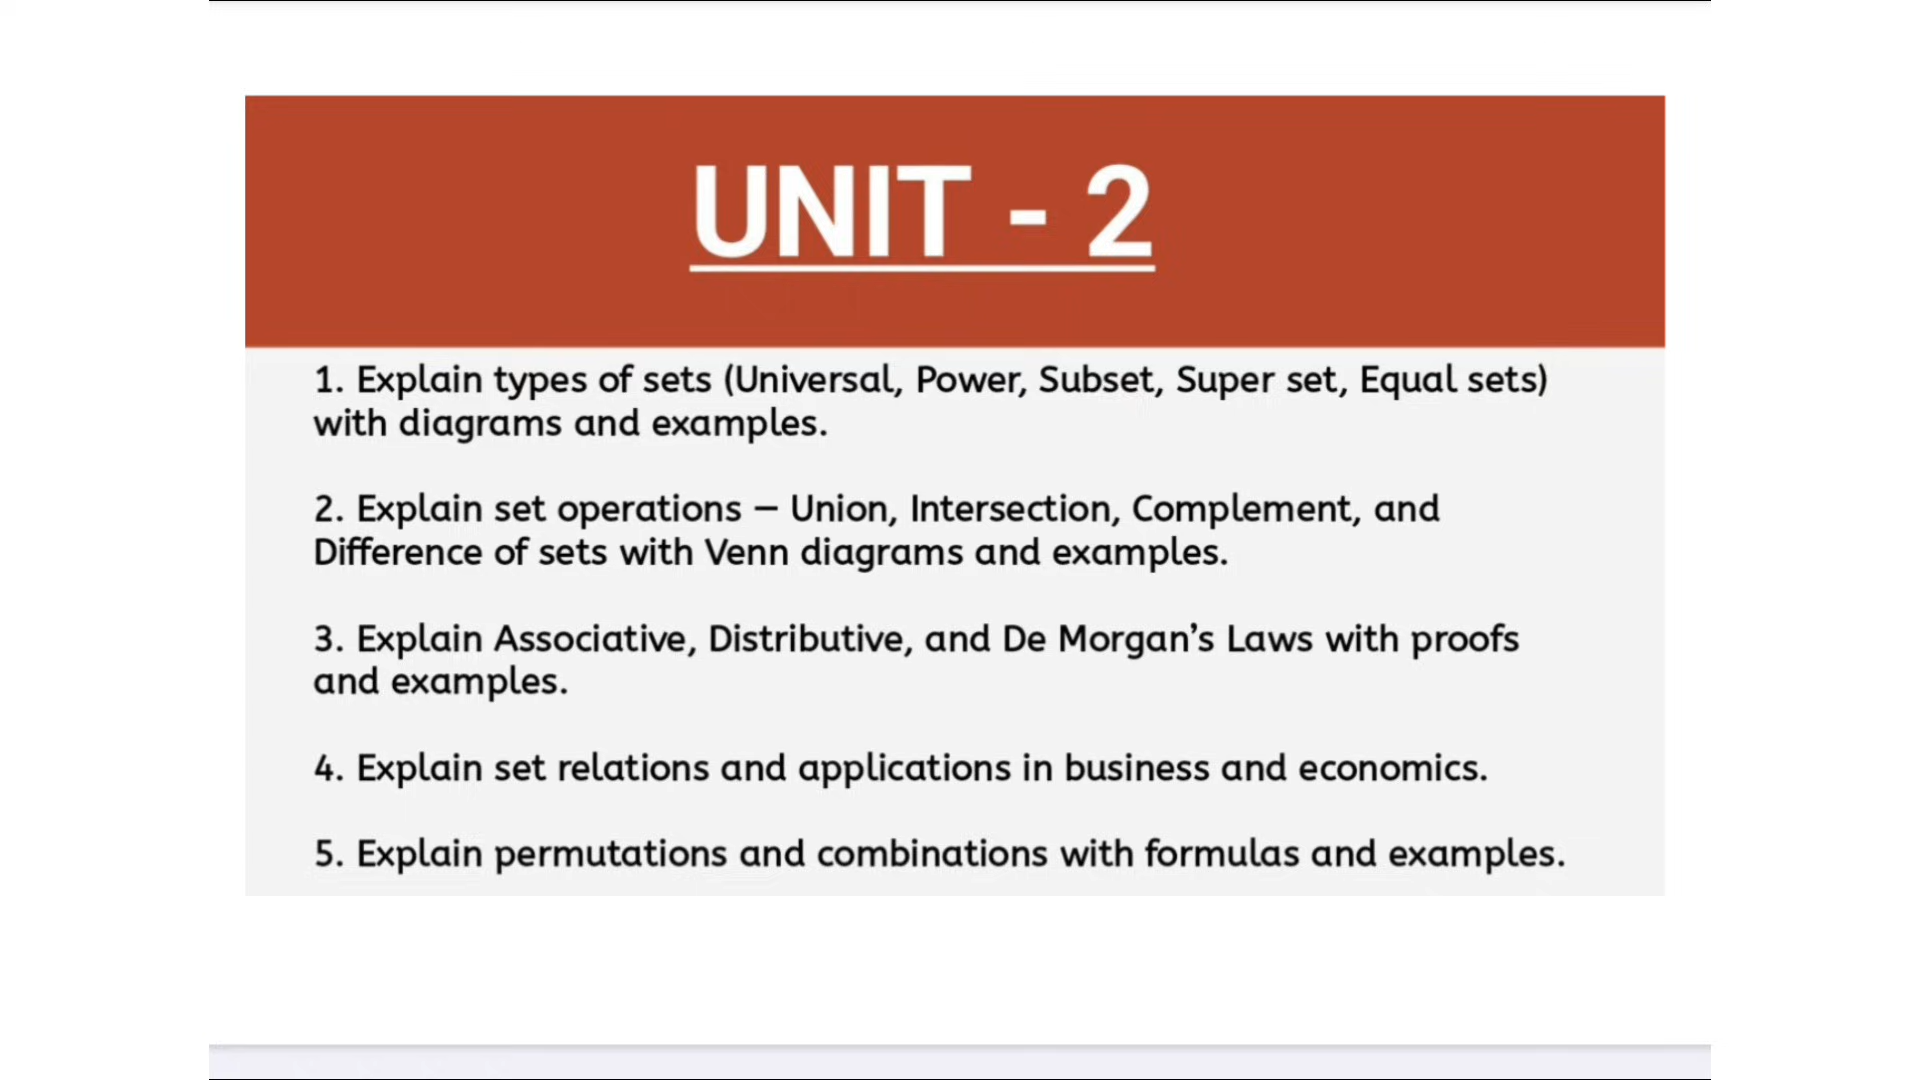 UNIT - 2
1. Explain types of sets (Universal, Power, Subset, Super set, Equal sets)
with diagrams and examples.
2. Explain set operations — Union, Intersection, Complement, and
Difference of sets with Venn diagrams and examples.
3. Explain Associative, Distributive, and De Morgan’s Laws with proofs
and examples.
4. Explain set relations and applications in business and economics.
5. Explain permutations and combinations with formulas and examples.